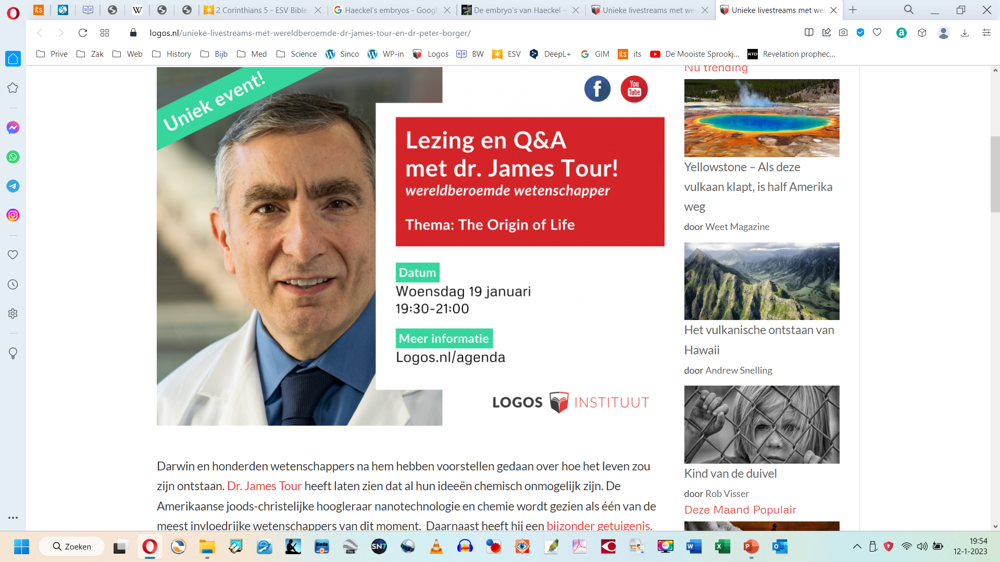 2 Corinthians 5 - ESV Bible
Haeckel's embryos - Googl
De embryo's van Haeckel –
Unieke livestreams met we
Unieke livestreams met we
logos.nl/unieke-livestreams-met-wereldberoemde-dr-james-tour-en-dr-peter-borger/
Prive
Zak
Web
History
Bijb
Med
Science
Sinco
WP-in
Logos
BW
ESV
DeepL+
GIM
its
its
De Mooiste Sprookj...
RTD
Revelation prophec...
Uniek event!
You
Tube
Lezing en Q&A
met dr. James Tour!
wereldberoemde wetenschapper
Thema: The Origin of Life
Datum
Woensdag 19 januari
19:30-21:00
Meer informatie
Logos.nl/agenda
LOGOS INSTITUUT
Darwin en honderden wetenschappers na hem hebben voorstellen gedaan over hoe het leven zou
zijn ontstaan. Dr. James Tour heeft laten zien dat al hun ideeën chemisch onmogelijk zijn. De
Amerikaanse joods-christelijke hoogleraar nanotechnologie en chemie wordt gezien als één van de
meest invloedrijke wetenschappers van dit moment. Daarnaast heeft hij een bijzonder getuigenis.
Nu trending
Yellowstone – Als deze
vulkaan klapt, is half Amerika
weg
door Weet Magazine
Het vulkanische ontstaan van
Hawaii
door Andrew Snelling
Kind van de duivel
door Rob Visser
Deze Maand Populair
Zoeken
Kindle
Pro
SN7
REC
19:54
12-1-2023